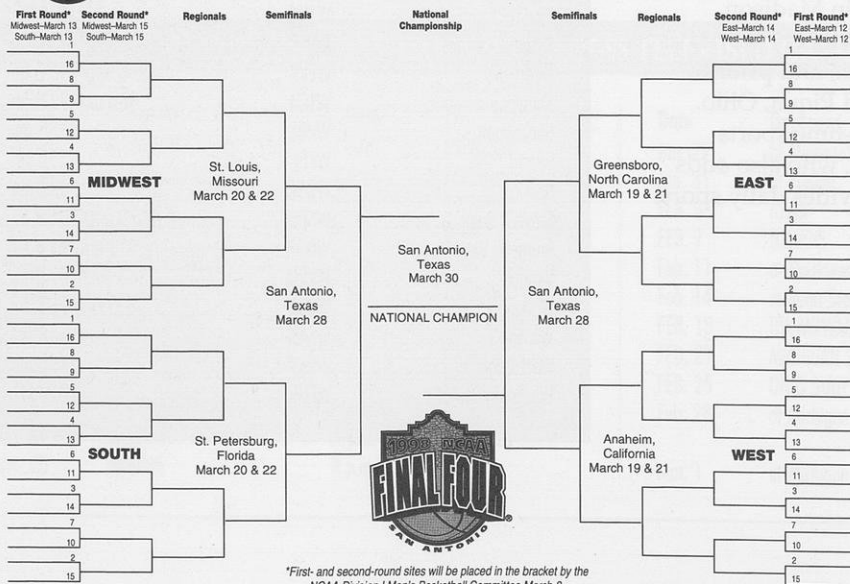 First Round*
Midwest–March 13
South–March 13
Second Round*
Midwest–March 15
South–March 15
Regionals
Semifinals
National
Championship
Semifinals
Regionals
Second Round*
East–March 14
West–March 14
First Round*
East–March 12
West–March 12
1
16
8
9
5
12
4
13
MIDWEST
6
11
3
14
7
10
2
15
St. Louis,
Missouri
March 20 & 22
1
16
8
9
5
12
4
13
SOUTH
6
11
3
14
7
10
2
15
St. Petersburg,
Florida
March 20 & 22
San Antonio,
Texas
March 28
San Antonio,
Texas
March 30
NATIONAL CHAMPION
San Antonio,
Texas
March 28
Greensboro,
North Carolina
March 19 & 21
EAST
1
16
8
9
5
12
4
13
6
11
3
14
7
10
2
15
Anaheim,
California
March 19 & 21
WEST
1
16
8
9
5
12
4
13
6
11
3
14
7
10
2
15
1998 NCAA
FINAL FOUR
®
SAN ANTONIO
*First- and second-round sites will be placed in the bracket by the
NCAA Division I Men's Basketball Committee March 8